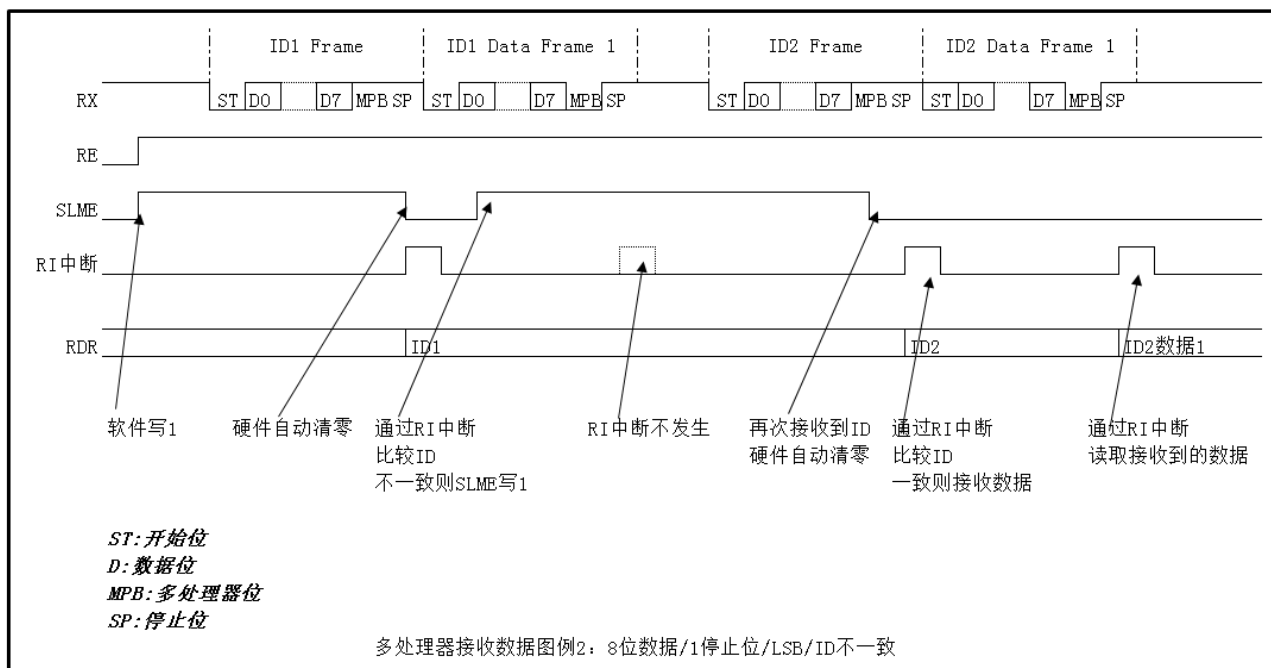 ID1 Frame ID1 Data Frame 1 ID2 Frame ID2 Data Frame 1
RX ST D0 D7 MPB SP ST D0 D7 MPB SP ST D0 D7 MPB SP ST D0 D7 MPB SP
RE
SLME
RI中断
RDR ID1 ID2 ID2数据1
软件写1
硬件自动清零
通过RI中断
比较ID
不一致则SLME写1
RI中断不发生
再次接收到ID
硬件自动清零
通过RI中断
比较ID
一致则接收数据
通过RI中断
读取接收到的数据
ST:开始位
D:数据位
MPB:多处理器位
SP:停止位
多处理器接收数据图例2：8位数据/1停止位/LSB/ID不一致